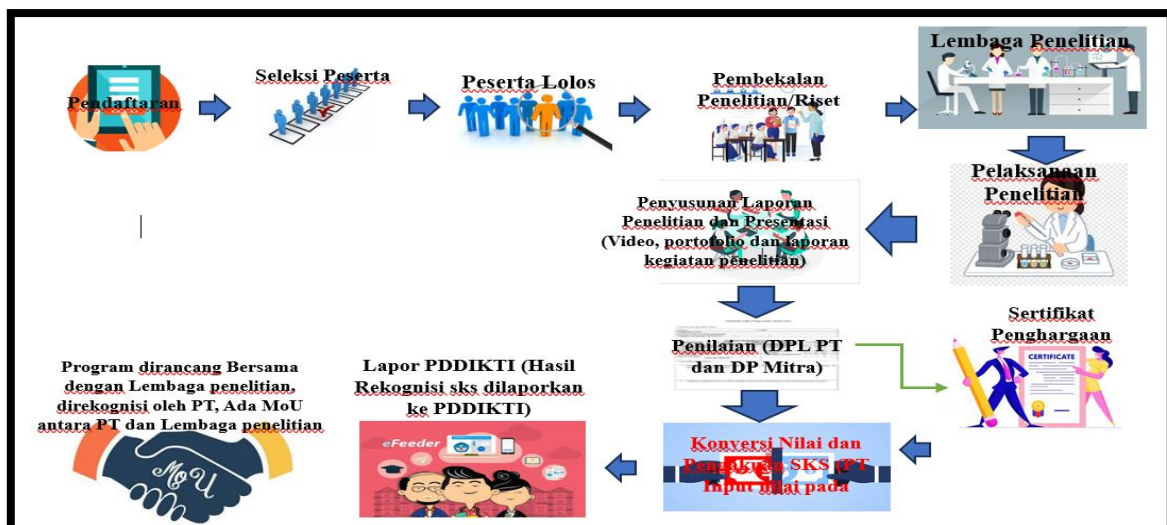 Pendaftaran
Seleksi Peserta
Peserta Lolos
Pembekalan
Penelitian/Riset
Lembaga Penelitian
Pelaksanaan
Penelitian
Penyusunan Laporan
Penelitian dan Presentasi
(Video, portofolio dan laporan
kegiatan penelitian)
Penilaian (DPL PT
dan DP Mitra)
Sertifikat
Penghargaan
CERTIFICATE
Konversi Nilai dan
Pengakuan SKS (PT
Input nilai pada
Lapor PDDIKTI (Hasil
Rekognisi sks dilaporkan
ke PDDIKTI)
eFeeder
Program dirancang Bersama
dengan Lembaga penelitian,
direkognisi oleh PT, Ada MoU
antara PT dan Lembaga penelitian
MoU